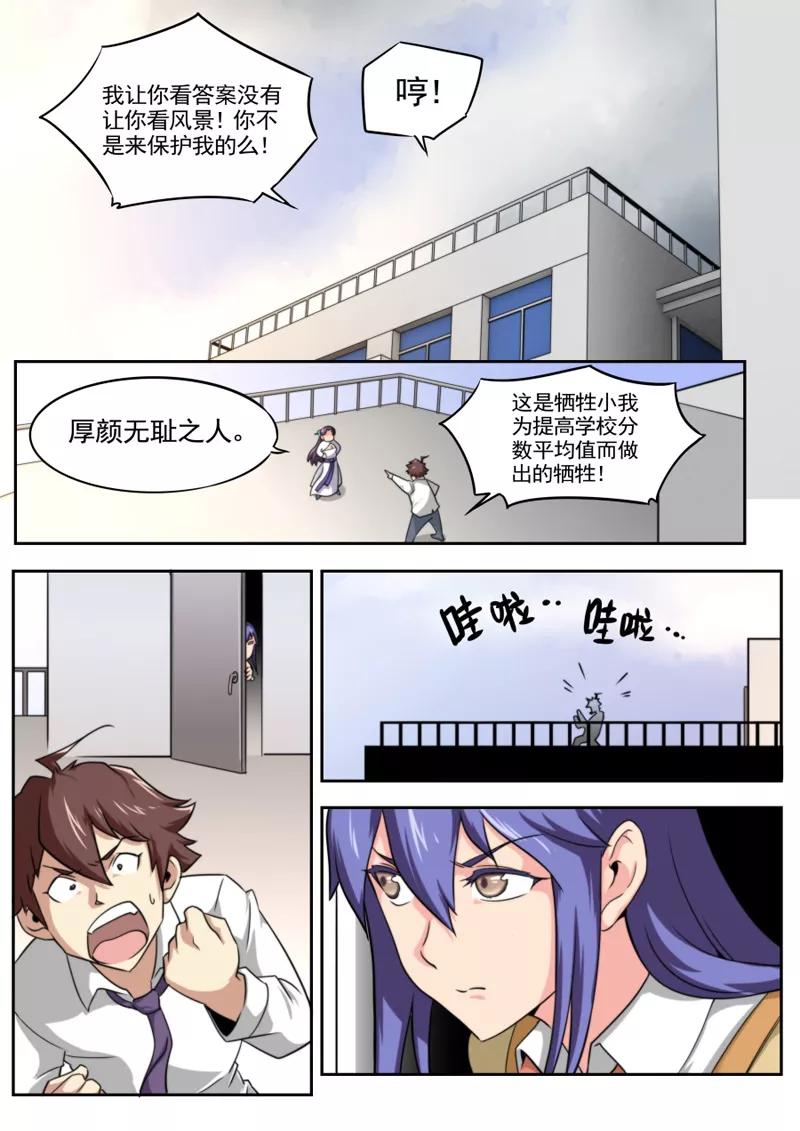 我让你看答案没有
让你看风景！你不
是来保护我的么！
哼！
厚颜无耻之人。
这是牺牲小我
为提高学校分
数平均值而做
出的牺牲！
哇啦‥哇啦…